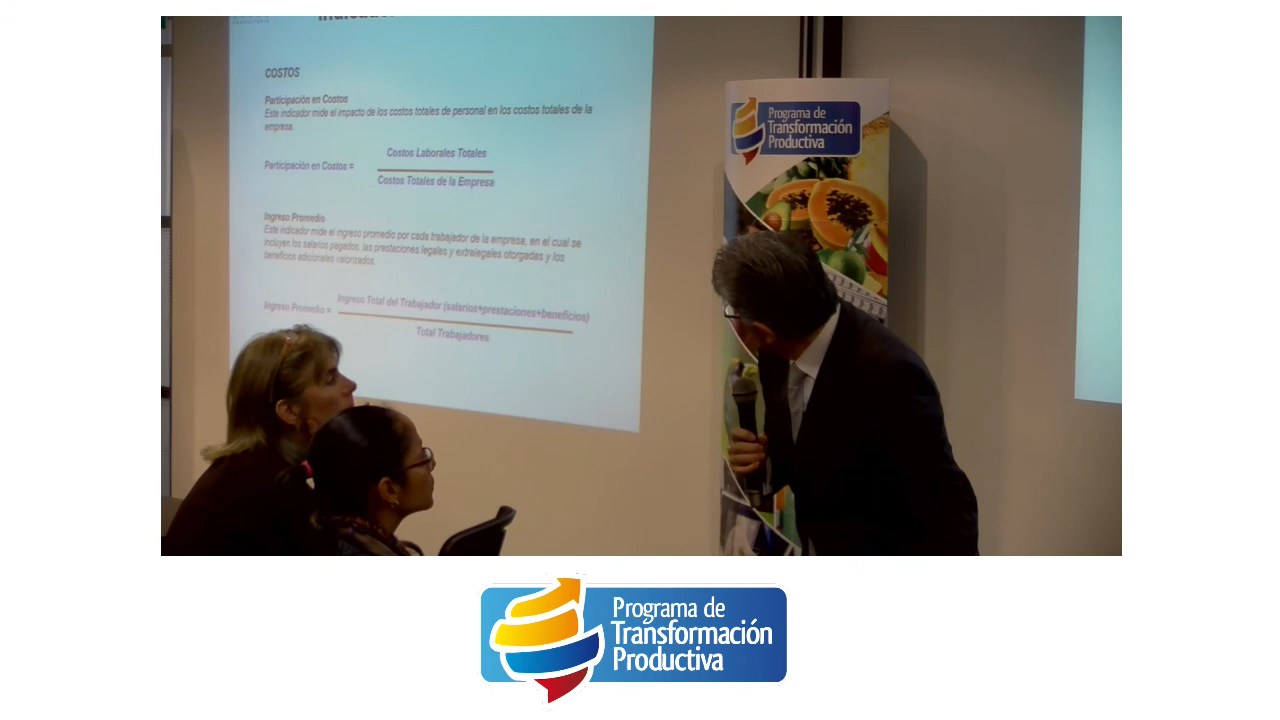 COSTOS
Participación en Costos
Este indicador mide el impacto de los costos totales de personal en los costos totales de la
empresa.
Participación en Costos =
Costos Laborales Totales
Costos Totales de la Empresa
Ingreso Promedio
Este indicador mide el ingreso promedio por cada trabajador de la empresa, en el cual se
incluyen los salarios pagados, las prestaciones legales y extralegales otorgadas y los
beneficios adicionales valorizados.
Ingreso Promedio =
Ingreso Total del Trabajador (salarios+prestaciones+beneficios)
Total Trabajadores
Programa de
Transformación
Productiva
Programa de
Transformación
Productiva